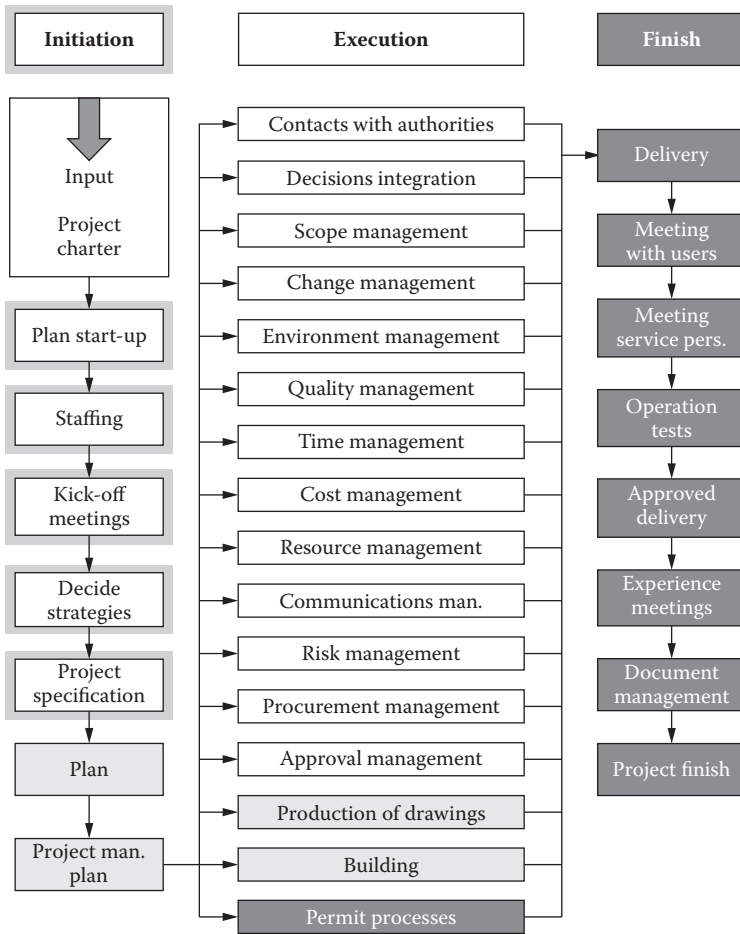 Initiation
Execution
Finish
Input
Project
charter
Plan start-up
Staffing
Kick-off
meetings
Decide
strategies
Project
specification
Plan
Project man.
plan
Contacts with authorities
Decisions integration
Scope management
Change management
Environment management
Quality management
Time management
Cost management
Resource management
Communications man.
Risk management
Procurement management
Approval management
Production of drawings
Building
Permit processes
Delivery
Meeting
with users
Meeting
service pers.
Operation
tests
Approved
delivery
Experience
meetings
Document
management
Project finish